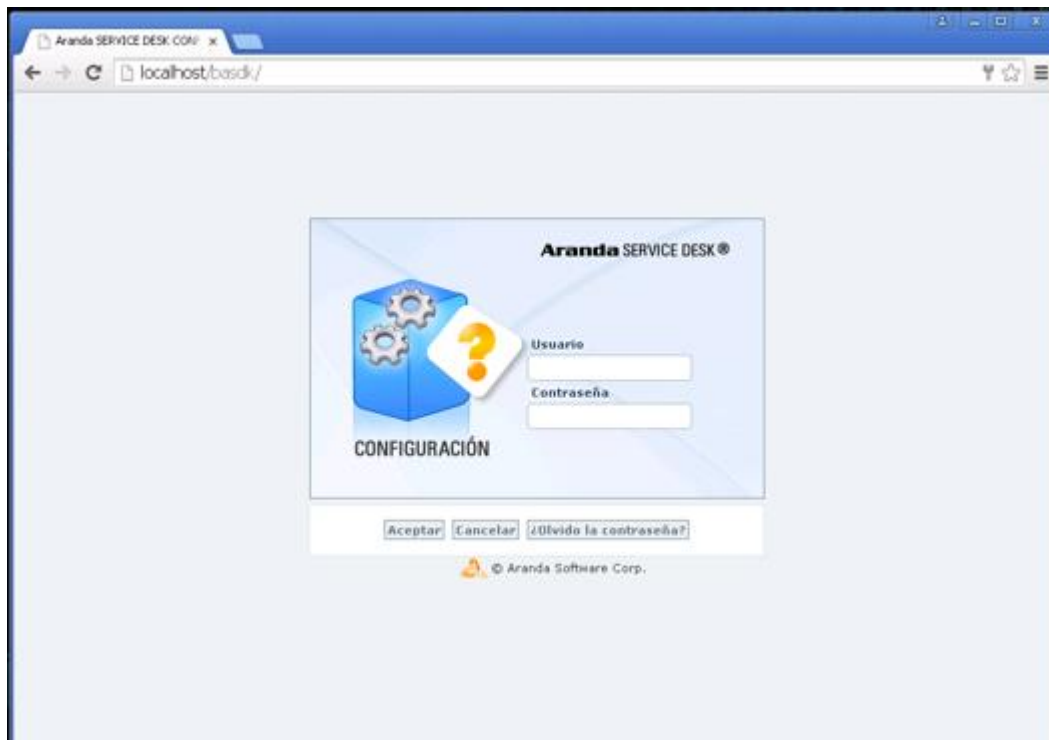 Aranda SERVICE DESK CONF
localhost/basdk/
Aranda SERVICE DESK®
Usuario
Contraseña
CONFIGURACIÓN
Aceptar Cancelar ¿Olvido la contraseña?
© Aranda Software Corp.